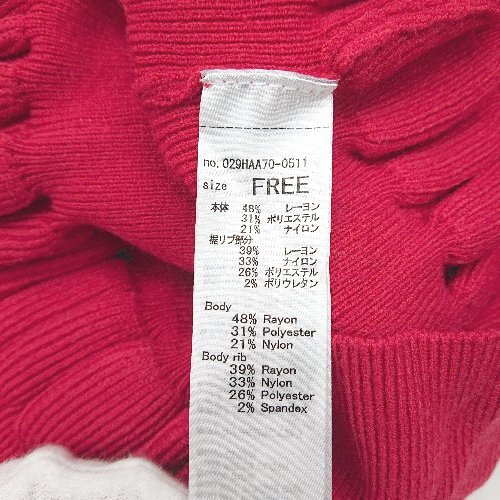 no. 029HAA70-0511
size FREE
本体 48% レーヨン
31% ポリエステル
21% ナイロン
裾リブ部分
39% レーヨン
33% ナイロン
26% ポリエステル
2% ポリウレタン
Body
48% Rayon
31% Polyester
21% Nylon
Body rib
39% Rayon
33% Nylon
26% Polyester
2% Spandex